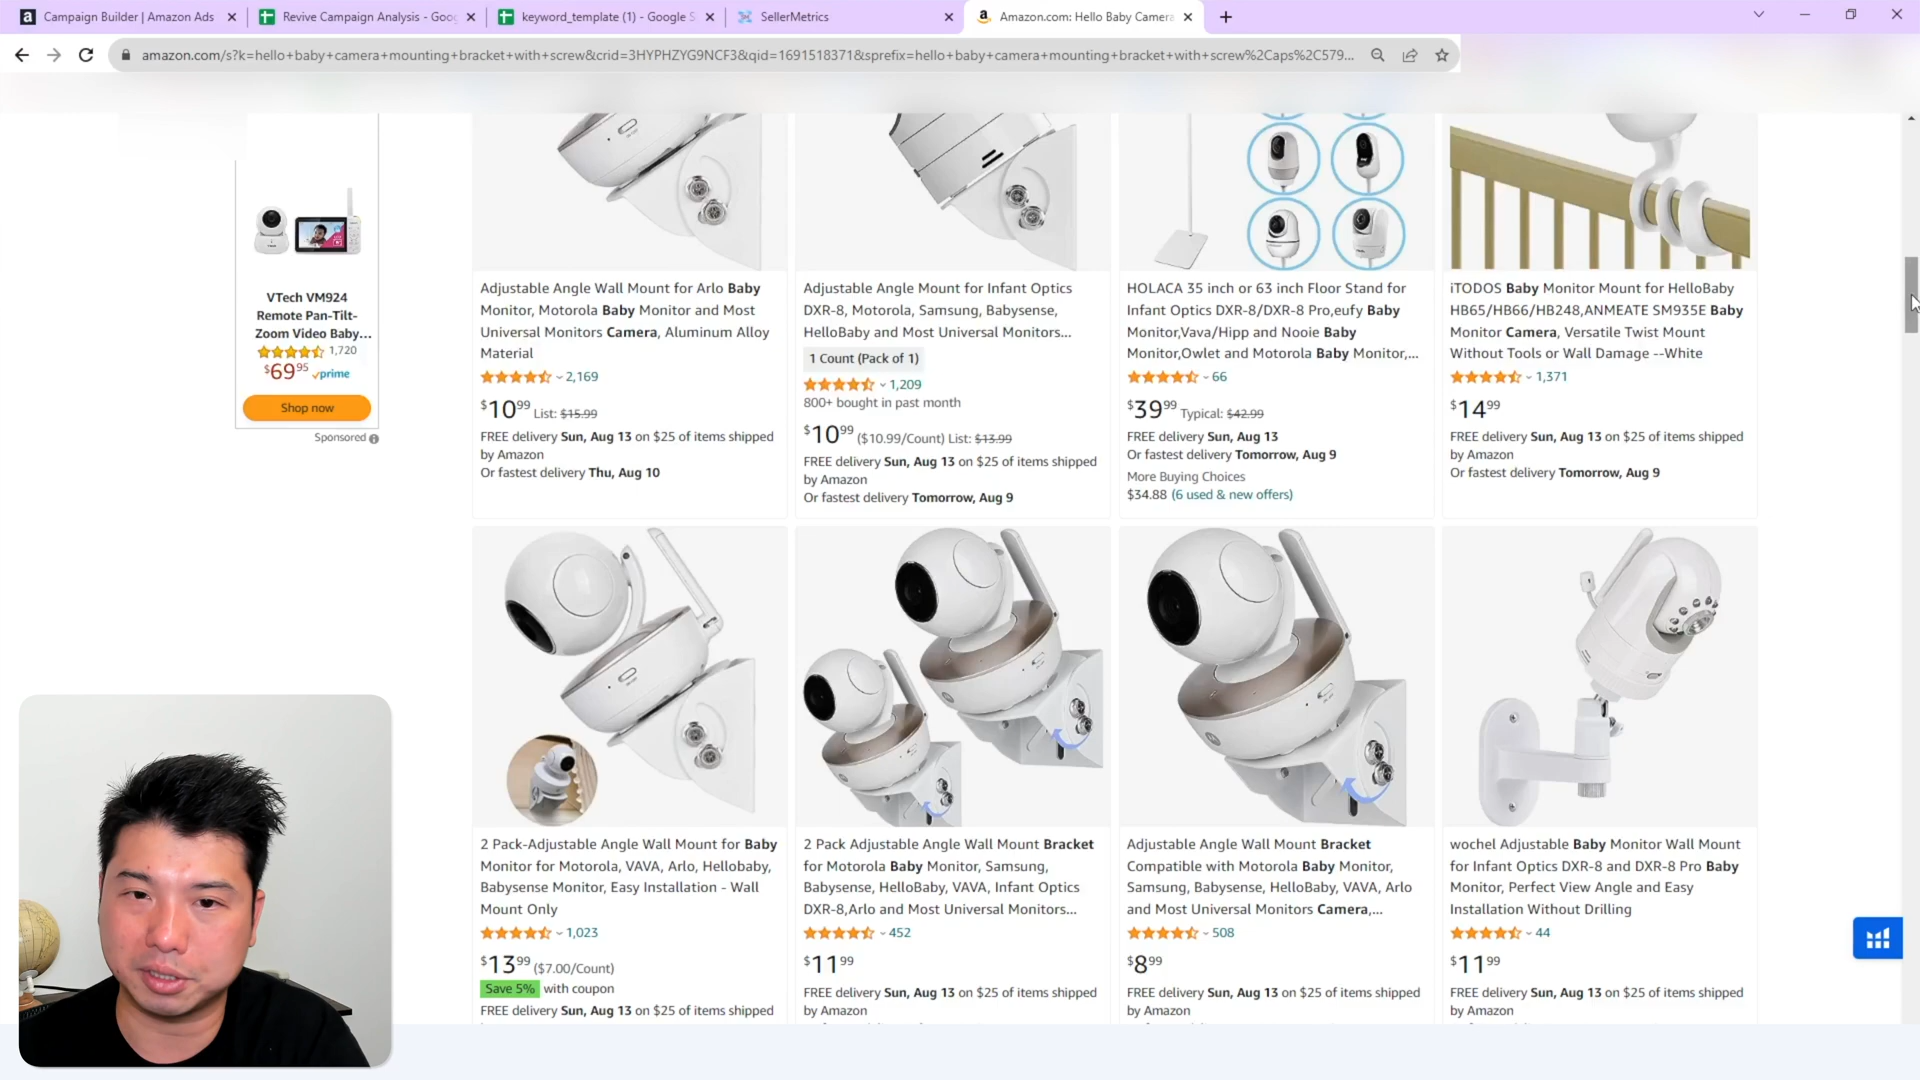 Campaign Builder | Amazon Ads
Revive Campaign Analysis - Goog
keyword_template (1) - Google S
SellerMetrics
Amazon.com: Hello Baby Camera
amazon.com/s?k=hello+baby+camera+mounting+bracket+with+screw&crid=3HYPHZYG9NCF3&qid=1691518371&sprefix=hello+baby+camera+mounting+bracket+with+screw%2Caps%2C579...
VTech VM924
Remote Pan-Tilt-
Zoom Video Baby...
1,720
$69.95 prime
Shop now
Sponsored
Adjustable Angle Wall Mount for Arlo Baby
Monitor, Motorola Baby Monitor and Most
Universal Monitors Camera, Aluminum Alloy
Material
2,169
$10.99 List: $15.99
FREE delivery Sun, Aug 13 on $25 of items shipped
by Amazon
Or fastest delivery Thu, Aug 10
Adjustable Angle Mount for Infant Optics
DXR-8, Motorola, Samsung, Babysense,
HelloBaby and Most Universal Monitors...
1 Count (Pack of 1)
1,209
800+ bought in past month
$10.99 ($10.99/Count) List: $13.99
FREE delivery Sun, Aug 13 on $25 of items shipped
by Amazon
Or fastest delivery Tomorrow, Aug 9
HOLACA 35 inch or 63 inch Floor Stand for
Infant Optics DXR-8/DXR-8 Pro,eufy Baby
Monitor,Vava/Hipp and Nooie Baby
Monitor,Owlet and Motorola Baby Monitor,...
66
$39.99 Typical: $42.99
FREE delivery Sun, Aug 13
Or fastest delivery Tomorrow, Aug 9
More Buying Choices
$34.88 (6 used & new offers)
iTODOS Baby Monitor Mount for HelloBaby
HB65/HB66/HB248,ANMEATE SM935E Baby
Monitor Camera, Versatile Twist Mount
Without Tools or Wall Damage --White
1,371
$14.99
FREE delivery Sun, Aug 13 on $25 of items shipped
by Amazon
Or fastest delivery Tomorrow, Aug 9
2 Pack-Adjustable Angle Wall Mount for Baby
Monitor for Motorola, VAVA, Arlo, Hellobaby,
Babysense Monitor, Easy Installation - Wall
Mount Only
1,023
$13.99 ($7.00/Count)
Save 5% with coupon
FREE delivery Sun, Aug 13 on $25 of items shipped
2 Pack Adjustable Angle Wall Mount Bracket
for Motorola Baby Monitor, Samsung,
Babysense, HelloBaby, VAVA, Infant Optics
DXR-8,Arlo and Most Universal Monitors...
452
$11.99
FREE delivery Sun, Aug 13 on $25 of items shipped
by Amazon
Adjustable Angle Wall Mount Bracket
Compatible with Motorola Baby Monitor,
Samsung, Babysense, HelloBaby, VAVA, Arlo
and Most Universal Monitors Camera,...
508
$8.99
FREE delivery Sun, Aug 13 on $25 of items shipped
by Amazon
wochel Adjustable Baby Monitor Wall Mount
for Infant Optics DXR-8 and DXR-8 Pro Baby
Monitor, Perfect View Angle and Easy
Installation Without Drilling
44
$11.99
FREE delivery Sun, Aug 13 on $25 of items shipped
by Amazon